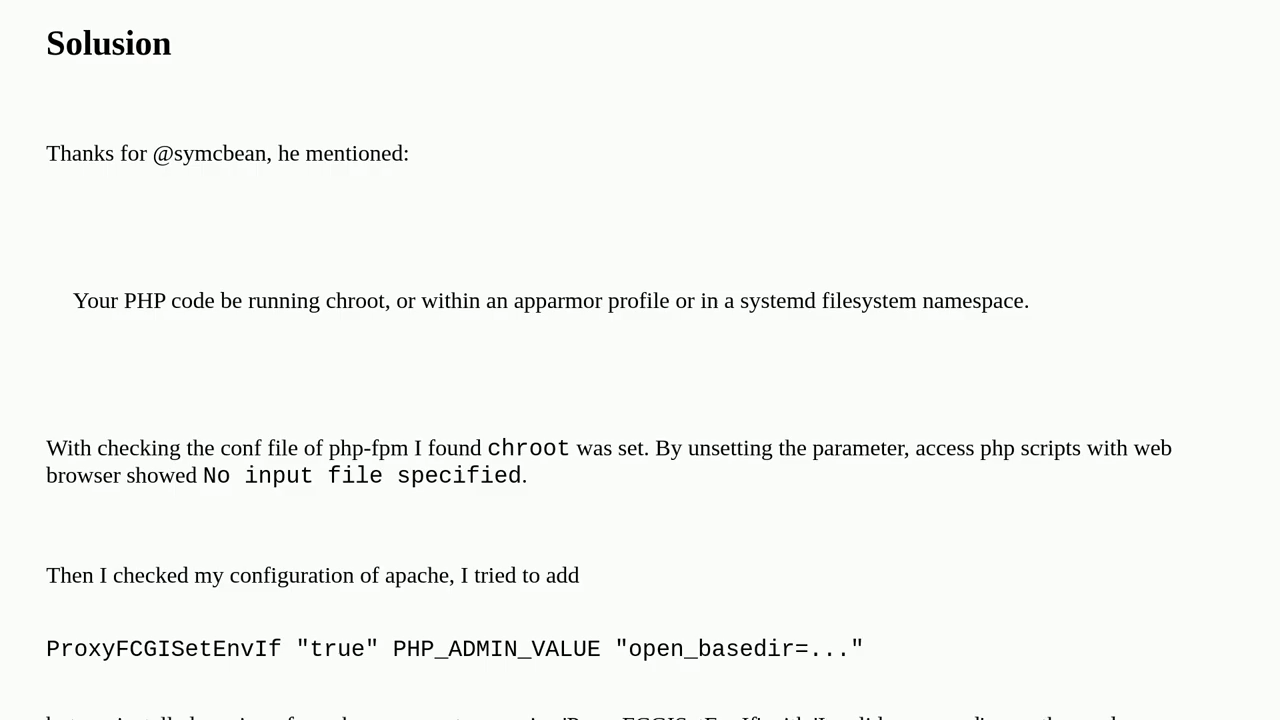 Solusion
Thanks for @symcbean, he mentioned:
Your PHP code be running chroot, or within an apparmor profile or in a systemd filesystem namespace.
With checking the conf file of php-fpm I found chroot was set. By unsetting the parameter, access php scripts with web
browser showed No input file specified.
Then I checked my configuration of apache, I tried to add
ProxyFCGISetEnvIf "true" PHP_ADMIN_VALUE "open_basedir=..."